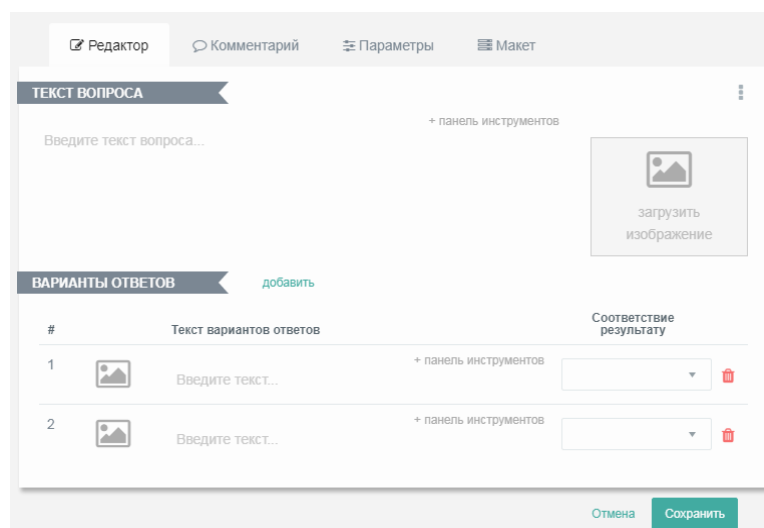 Редактор Комментарий Параметры Макет
ТЕКСТ ВОПРОСА
+ панель инструментов
Введите текст вопроса...
загрузить
изображение
ВАРИАНТЫ ОТВЕТОВ добавить
# Текст вариантов ответов Соответствие
результату
1 + панель инструментов
Введите текст...
2 + панель инструментов
Введите текст...
Отмена Сохранить